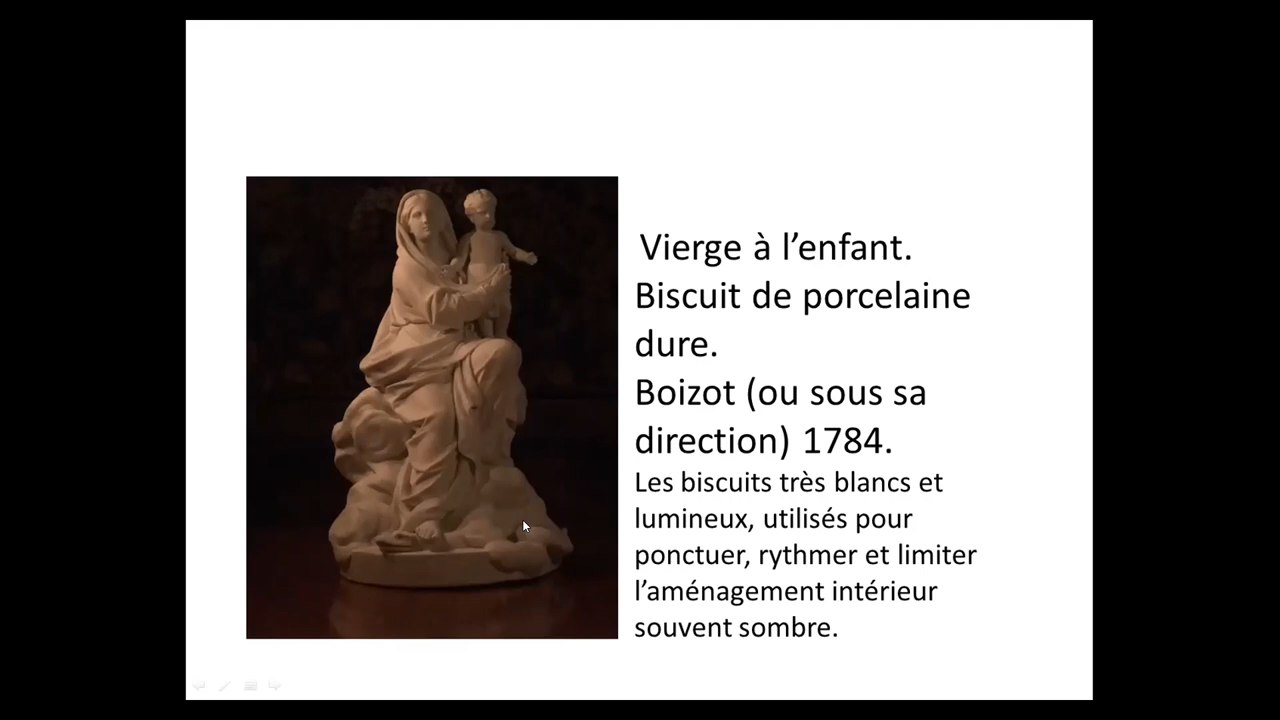 Vierge à l’enfant.
Biscuit de porcelaine
dure.
Boizot (ou sous sa
direction) 1784.
Les biscuits très blancs et
lumineux, utilisés pour
ponctuer, rythmer et limiter
l’aménagement intérieur
souvent sombre.